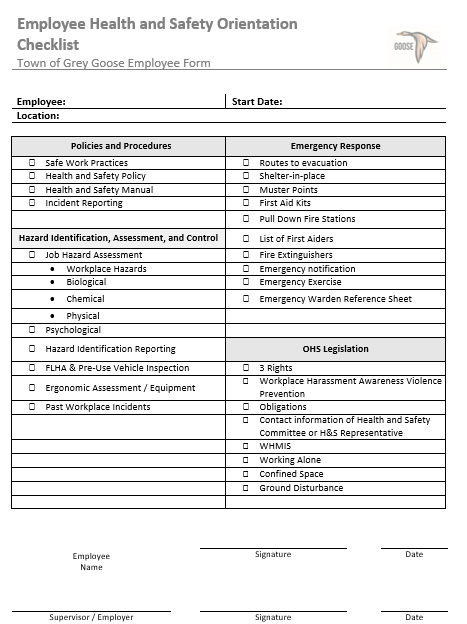 Employee Health and Safety Orientation
Checklist
GOOSE
Town of Grey Goose Employee Form
Employee:
Start Date:
Location:
Policies and Procedures
☐ Safe Work Practices
☐ Health and Safety Policy
☐ Health and Safety Manual
☐ Incident Reporting
Hazard Identification, Assessment, and Control
☐ Job Hazard Assessment
• Workplace Hazards
• Biological
• Chemical
• Physical
☐ Psychological
☐ Hazard Identification Reporting
☐ FLHA & Pre-Use Vehicle Inspection
☐ Ergonomic Assessment / Equipment
☐ Past Workplace Incidents
Emergency Response
☐ Routes to evacuation
☐ Shelter-in-place
☐ Muster Points
☐ First Aid Kits
☐ Pull Down Fire Stations
☐ List of First Aiders
☐ Fire Extinguishers
☐ Emergency notification
☐ Emergency Exercise
☐ Emergency Warden Reference Sheet
OHS Legislation
☐ 3 Rights
☐ Workplace Harassment Awareness Violence
Prevention
☐ Obligations
☐ Contact information of Health and Safety
Committee or H&S Representative
☐ WHMIS
☐ Working Alone
☐ Confined Space
☐ Ground Disturbance
Employee
Name
Signature
Date
Supervisor / Employer
Signature
Date